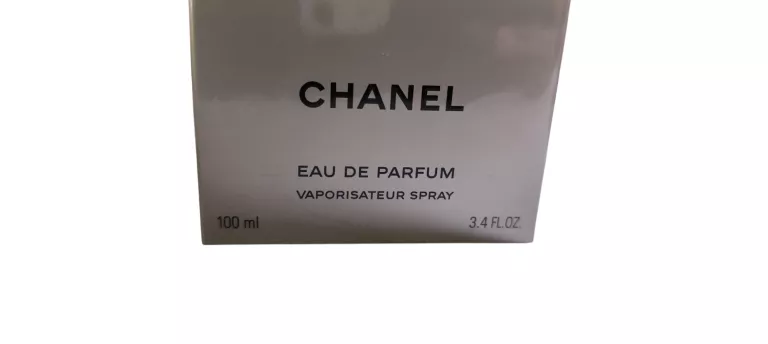 CHANEL
EAU DE PARFUM
VAPORISATEUR SPRAY
100 ml 3.4 FL.OZ.